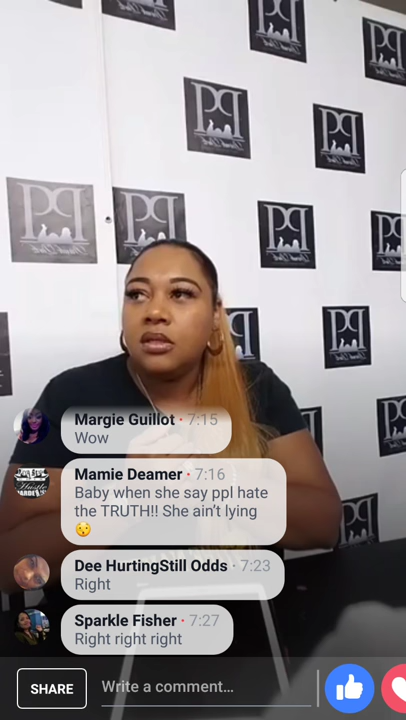 Margie Guillot · 7:15
Wow
Mamie Deamer · 7:16
Baby when she say ppl hate
the TRUTH!! She ain't lying
😯
Dee HurtingStill Odds · 7:23
Right
Sparkle Fisher · 7:27
Right right right
SHARE
Write a comment...